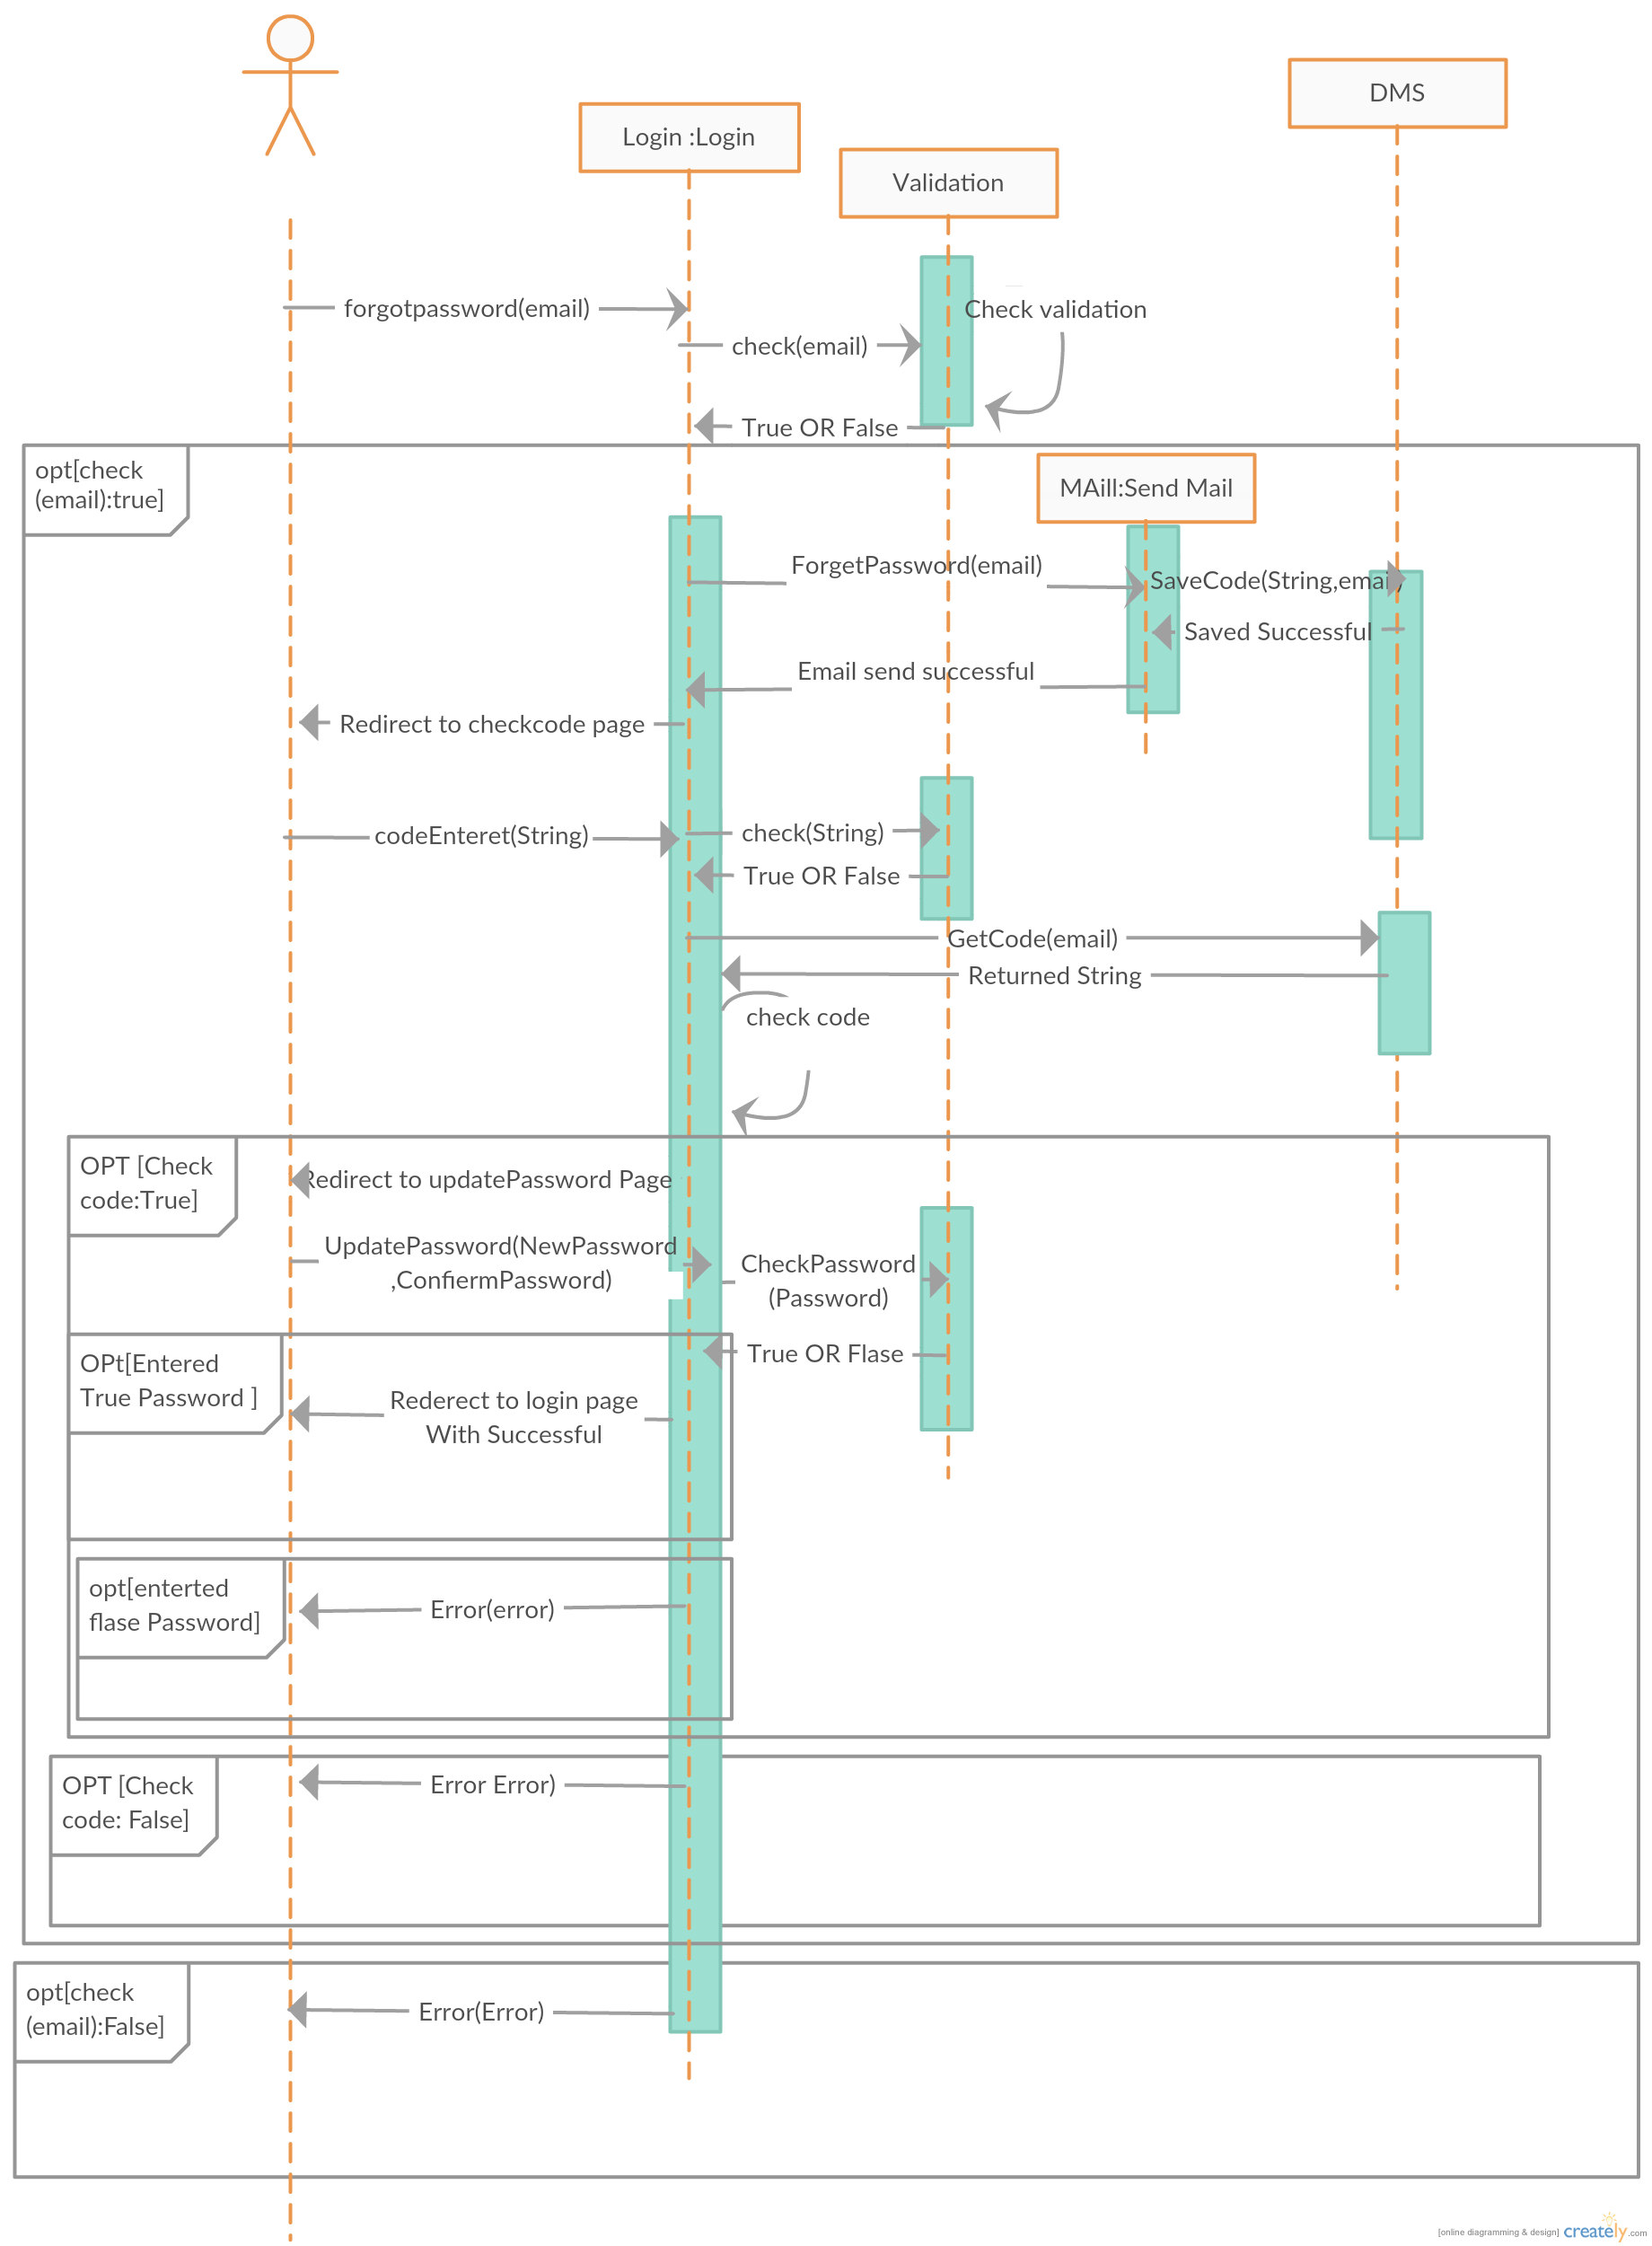 DMS
Login :Login
Validation
forgotpassword(email)
Check validation
check(email)
True OR False
opt[check
(email):true]
MAill:Send Mail
ForgetPassword(email)
SaveCode(String,email)
Saved Successful
Email send successful
Redirect to checkcode page
codeEnteret(String)
check(String)
True OR False
GetCode(email)
Returned String
check code
OPT [Check
code:True]
Redirect to updatePassword Page
UpdatePassword(NewPassword
,ConfiermPassword)
CheckPassword
(Password)
True OR Flase
OPt[Entered
True Password ]
Rederect to login page
With Successful
opt[enterted
flase Password]
Error(error)
OPT [Check
code: False]
Error Error)
opt[check
(email):False]
Error(Error)
[online diagramming & design] creately.com